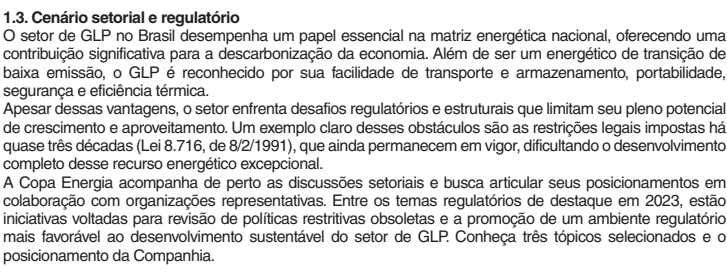 1.3. Cenário setorial e regulatório
O setor de GLP no Brasil desempenha um papel essencial na matriz energética nacional, oferecendo uma
contribuição significativa para a descarbonização da economia. Além de ser um energético de transição de
baixa emissão, o GLP é reconhecido por sua facilidade de transporte e armazenamento, portabilidade,
segurança e eficiência térmica.
Apesar dessas vantagens, o setor enfrenta desafios regulatórios e estruturais que limitam seu pleno potencial
de crescimento e aproveitamento. Um exemplo claro desses obstáculos são as restrições legais impostas há
quase três décadas (Lei 8.716, de 8/2/1991), que ainda permanecem em vigor, dificultando o desenvolvimento
completo desse recurso energético excepcional.
A Copa Energia acompanha de perto as discussões setoriais e busca articular seus posicionamentos em
colaboração com organizações representativas. Entre os temas regulatórios de destaque em 2023, estão
iniciativas voltadas para revisão de políticas restritivas obsoletas e a promoção de um ambiente regulatório
mais favorável ao desenvolvimento sustentável do setor de GLP. Conheça três tópicos selecionados e o
posicionamento da Companhia.